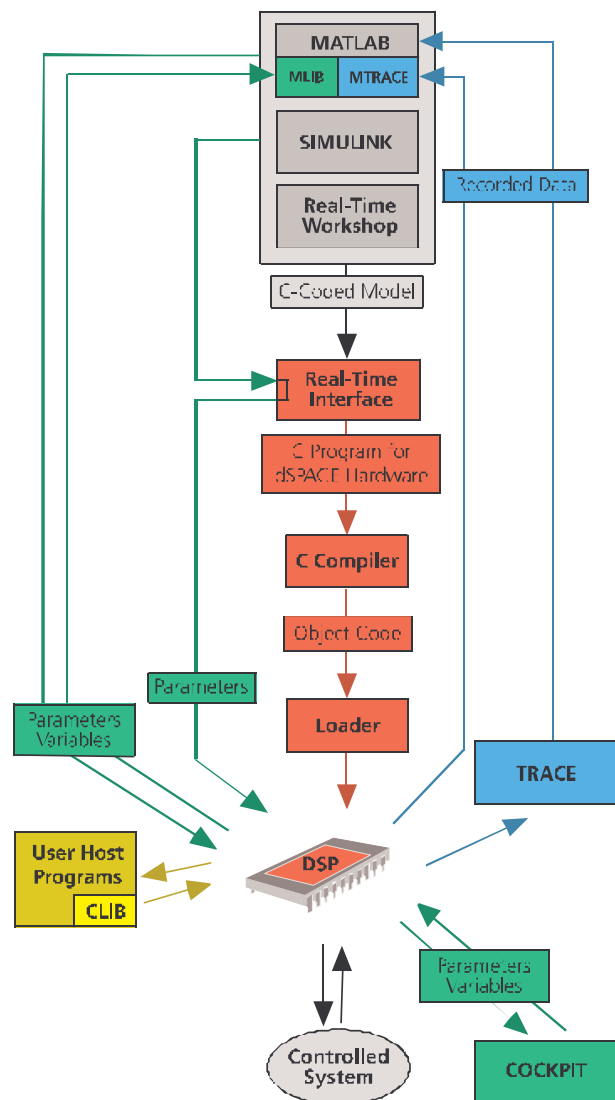 MATLAB
MLIB
MTRACE
SIMULINK
Recorded Data
Real-Time
Workshop
C-Coded Model
Real-Time
Interface
C Program for
dSPACE Hardware
C Compiler
Object Code
Parameters
Loader
Parameters
Variables
TRACE
User Host
Programs
CLIB
DSP
Parameters
Variables
Controlled
System
COCKPIT